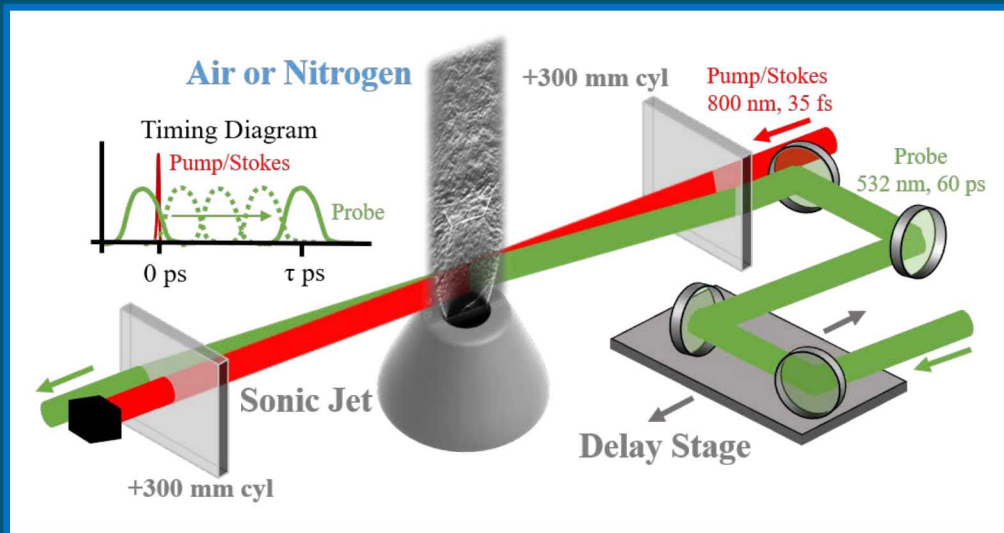 Air or Nitrogen
+300 mm cyl
Pump/Stokes
800 nm, 35 fs
Timing Diagram
Pump/Stokes
Probe
0 ps
τ ps
Probe
532 nm, 60 ps
Sonic Jet
Delay Stage
+300 mm cyl